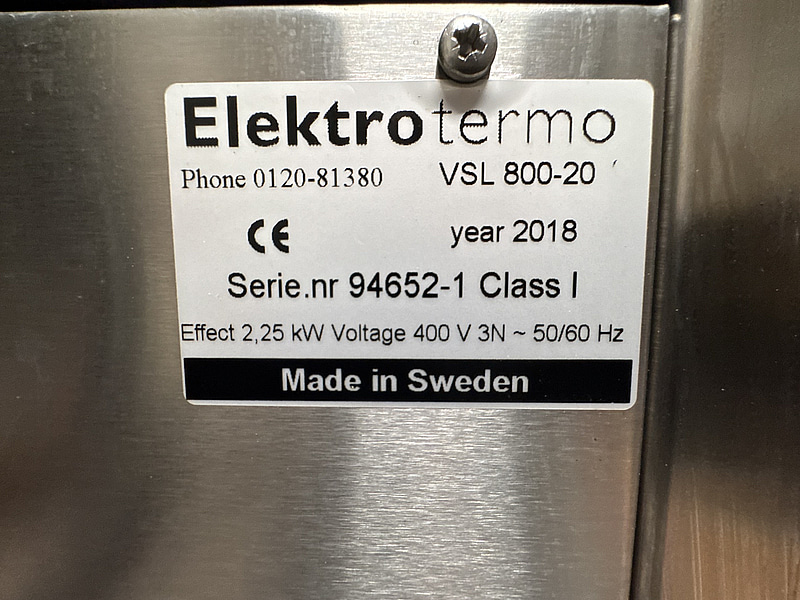 Elektrotermo
Phone 0120-81380 VSL 800-20
CE year 2018
Serie.nr 94652-1 Class I
Effect 2,25 kW Voltage 400 V 3N ~ 50/60 Hz
Made in Sweden